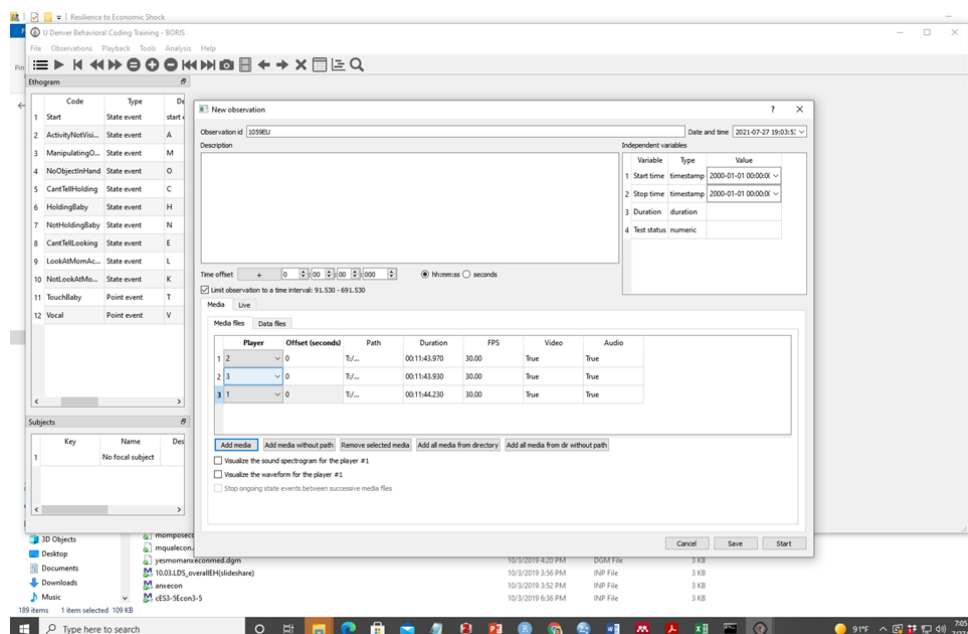 Resilience to Economic Shock
U Denver Behavioral Coding Training - BORIS
File Observations Playback Tools Analysis Help
Ethogram
Code Type De
1 Start State event start
2 ActivityNotVisi... State event A
3 ManipulatingO... State event M
4 NoObjectInHand State event O
5 CantTellHolding State event C
6 HoldingBaby State event H
7 NotHoldingBaby State event N
8 CantTellLooking State event E
9 LookAtMomAc... State event L
10 NotLookAtMo... State event K
11 TouchBaby Point event T
12 Vocal Point event V
Subjects
Key Name Des
1 No focal subject
New observation
Observation id 1059EU Date and time 2021-07-27 19:03:5
Description
Independent variables
Variable Type Value
1 Start time timestamp 2000-01-01 00:00:0
2 Stop time timestamp 2000-01-01 00:00:0
3 Duration duration
4 Test status numeric
Time offset + 0 : 00 : 00 : 000 hh:mm:ss seconds
Limit observation to a time interval: 91.530 - 691.530
Media Live
Media files Data files
Player Offset (seconds) Path Duration FPS Video Audio
1 2 0 T:/... 00:11:43.970 30.00 True True
2 3 0 T:/... 00:11:43.930 30.00 True True
3 1 0 T:/... 00:11:44.230 30.00 True True
Add media Add media without path Remove selected media Add all media from directory Add all media from dir without path
Visualize the sound spectrogram for the player #1
Visualize the waveform for the player #1
Stop ongoing state events between successive media files
Cancel Save Start
3D Objects
Desktop
Documents
Downloads
Music
mqualecon.
yesmomanxeconmed.dgm 10/3/2019 4:20 PM DGM File 3 KB
10.03.LDS_overallEH(slideshare) 10/3/2019 3:56 PM INP File 3 KB
anxecon 10/3/2019 3:52 PM INP File 3 KB
cES3-5Econ3-5 10/3/2019 6:36 PM INP File 3 KB
189 items 1 item selected 109 KB
Type here to search
91°F